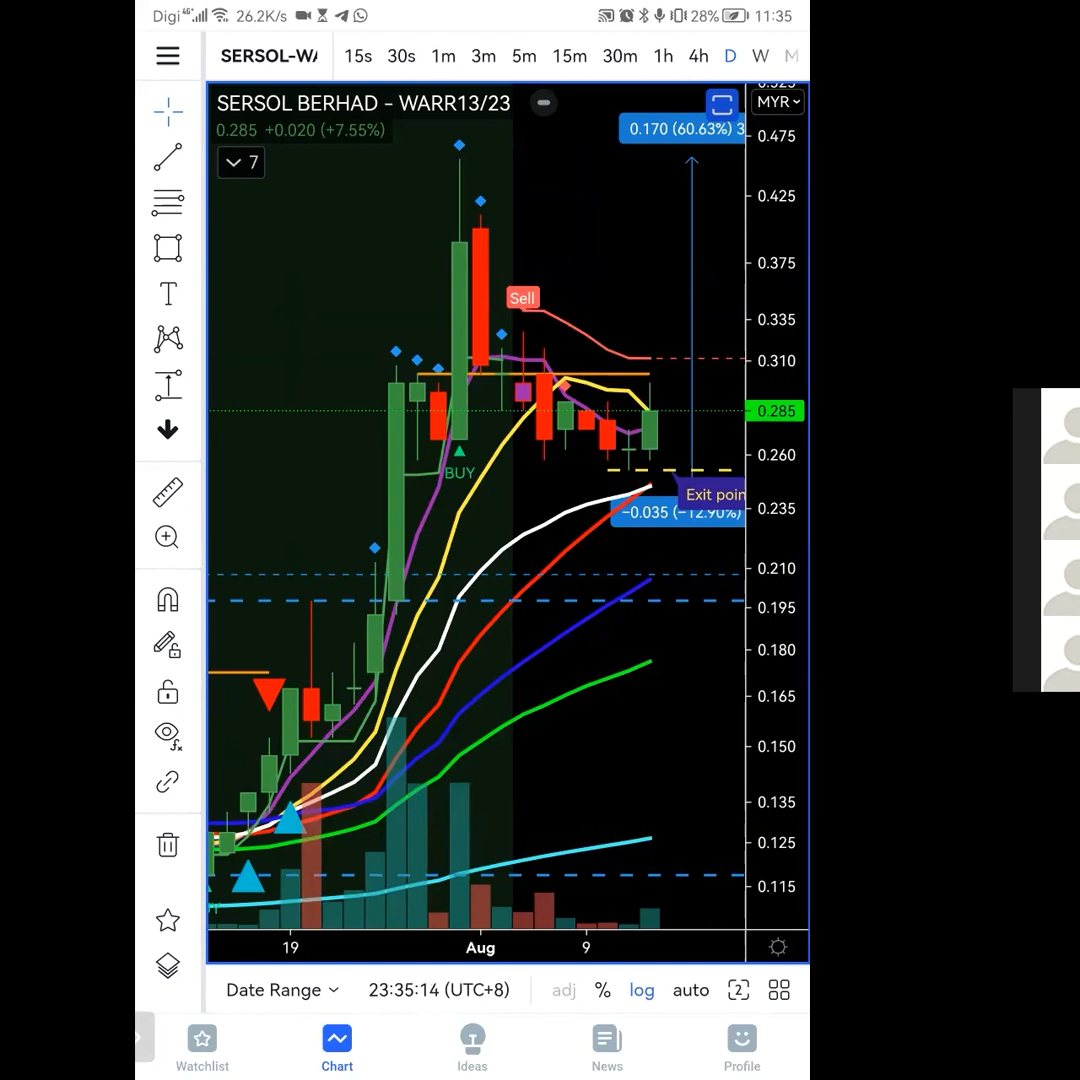 Digi 4G 26.2K/s 28% 11:35
SERSOL-WA 15s 30s 1m 3m 5m 15m 30m 1h 4h D W M
SERSOL BERHAD - WARR13/23
0.285 +0.020 (+7.55%)
7
MYR
0.170 (60.63%) 3
0.475
0.425
0.375
Sell
0.335
0.310
0.285
0.260
BUY
Exit poin
−0.035 (−12.90%)
0.235
0.210
0.195
0.180
0.165
0.150
0.135
0.125
0.115
19 Aug 9
Date Range 23:35:14 (UTC+8) adj % log auto 2
Watchlist Chart Ideas News Profile